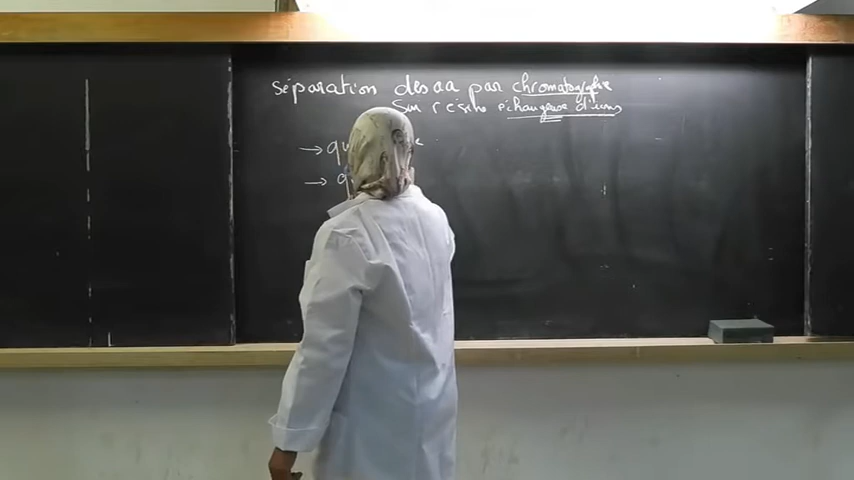 Séparation des aa par chromatographie
Sur résine échangeuse d'ions
→
→